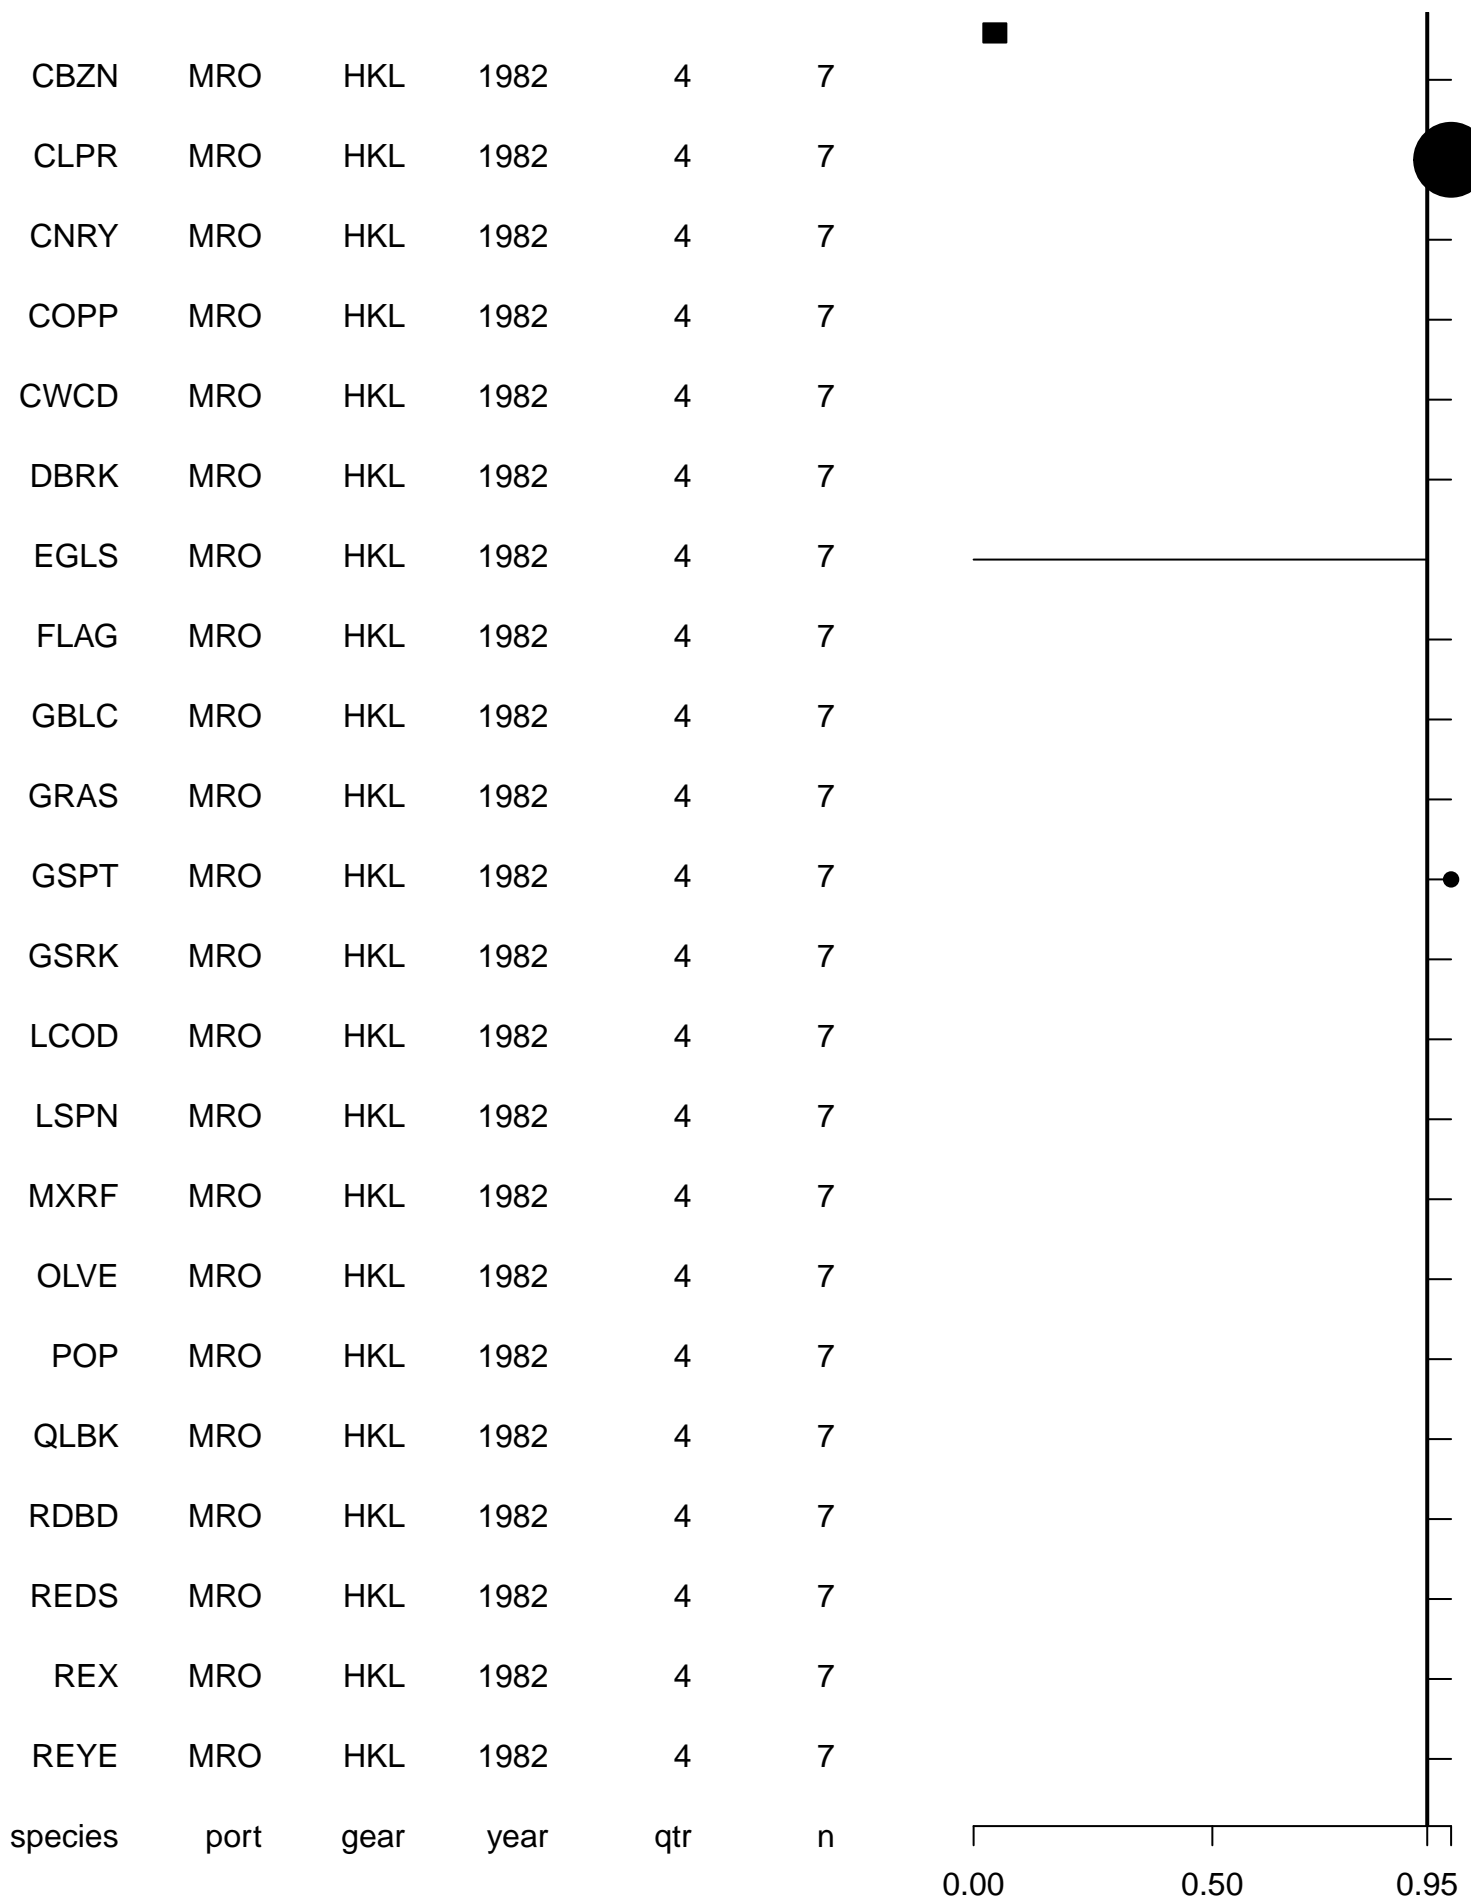 CBZN MRO HKL 1982 4 7
CLPR MRO HKL 1982 4 7
CNRY MRO HKL 1982 4 7
COPP MRO HKL 1982 4 7
CWCD MRO HKL 1982 4 7
DBRK MRO HKL 1982 4 7
EGLS MRO HKL 1982 4 7
FLAG MRO HKL 1982 4 7
GBLC MRO HKL 1982 4 7
GRAS MRO HKL 1982 4 7
GSPT MRO HKL 1982 4 7
GSRK MRO HKL 1982 4 7
LCOD MRO HKL 1982 4 7
LSPN MRO HKL 1982 4 7
MXRF MRO HKL 1982 4 7
OLVE MRO HKL 1982 4 7
POP MRO HKL 1982 4 7
QLBK MRO HKL 1982 4 7
RDBD MRO HKL 1982 4 7
REDS MRO HKL 1982 4 7
REX MRO HKL 1982 4 7
REYE MRO HKL 1982 4 7
species port gear year qtr n
0.00 0.50 0.95